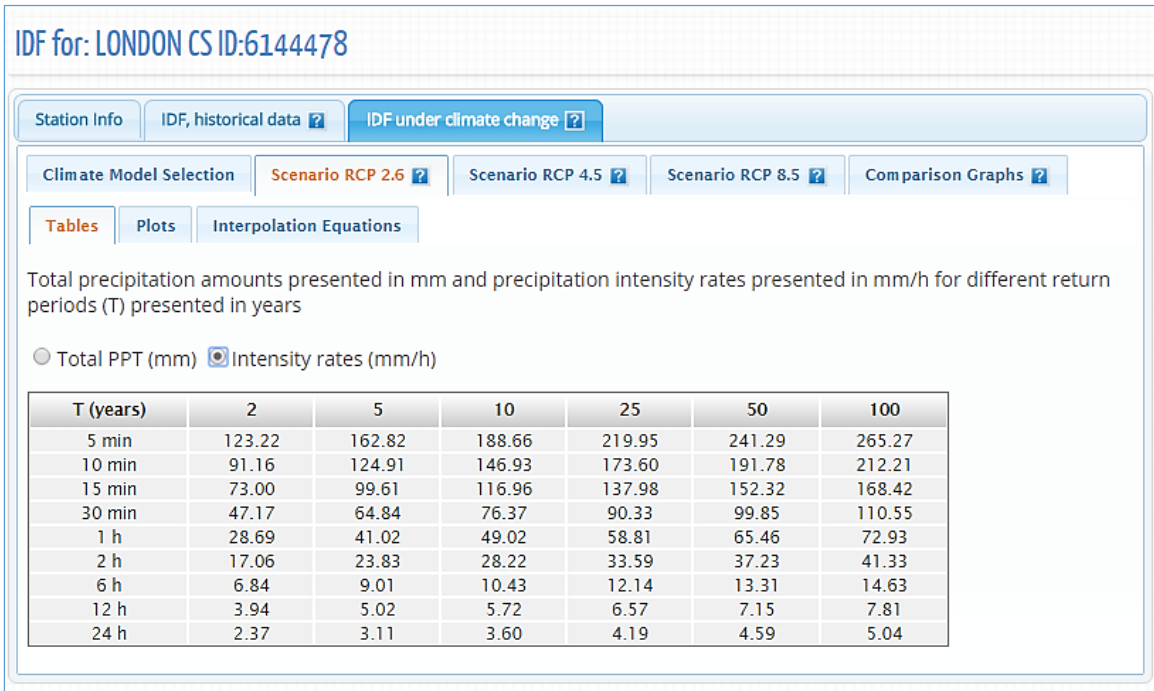 IDF for: LONDON CS ID:6144478
Station Info IDF, historical data ? IDF under climate change ?
Climate Model Selection Scenario RCP 2.6 ? Scenario RCP 4.5 ? Scenario RCP 8.5 ? Comparison Graphs ?
Tables Plots Interpolation Equations
Total precipitation amounts presented in mm and precipitation intensity rates presented in mm/h for different return
periods (T) presented in years
Total PPT (mm) Intensity rates (mm/h)
T (years) 2 5 10 25 50 100
5 min 123.22 162.82 188.66 219.95 241.29 265.27
10 min 91.16 124.91 146.93 173.60 191.78 212.21
15 min 73.00 99.61 116.96 137.98 152.32 168.42
30 min 47.17 64.84 76.37 90.33 99.85 110.55
1 h 28.69 41.02 49.02 58.81 65.46 72.93
2 h 17.06 23.83 28.22 33.59 37.23 41.33
6 h 6.84 9.01 10.43 12.14 13.31 14.63
12 h 3.94 5.02 5.72 6.57 7.15 7.81
24 h 2.37 3.11 3.60 4.19 4.59 5.04